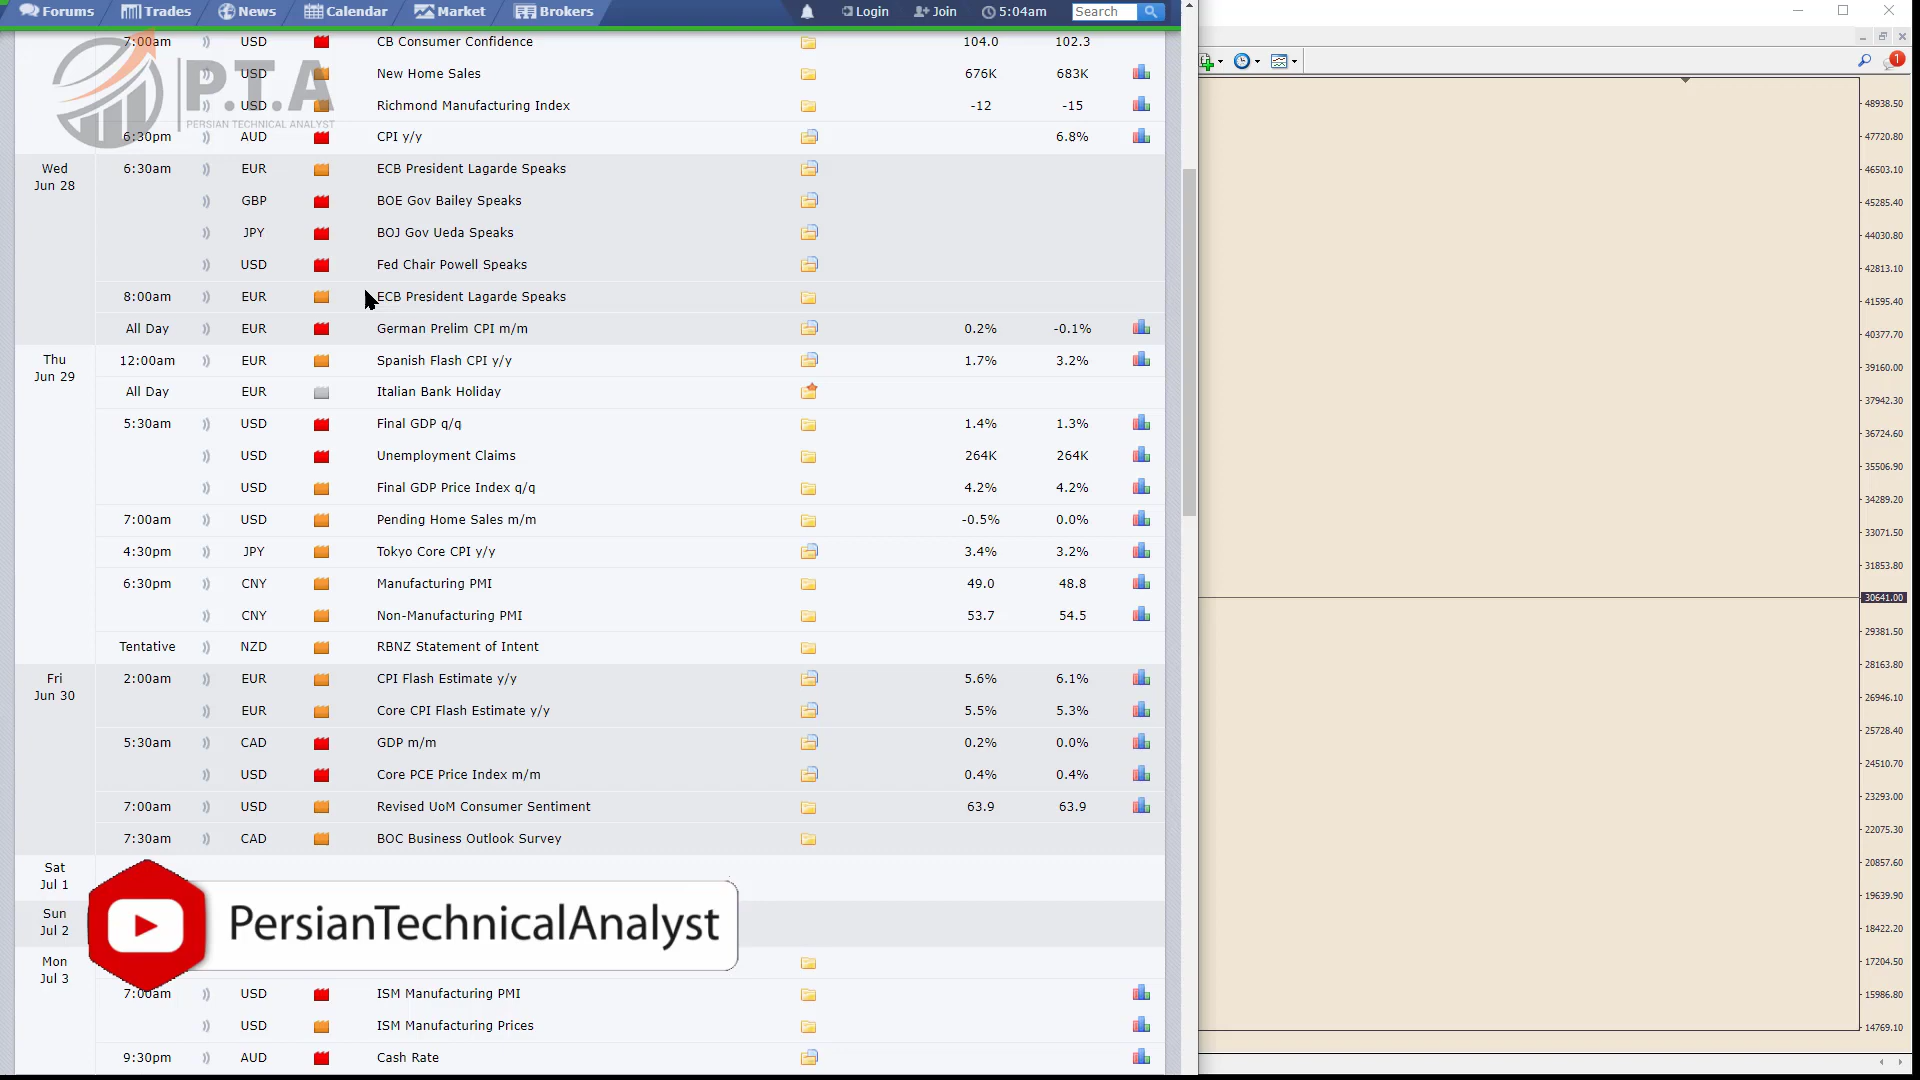 Forums Trades News Calendar Market Brokers Login Join 5:04am Search
7:00am USD CB Consumer Confidence 104.0 102.3
USD New Home Sales 676K 683K
USD Richmond Manufacturing Index -12 -15
P.T.A
PERSIAN TECHNICAL ANALYST
6:30pm AUD CPI y/y 6.8%
Wed
Jun 28
6:30am EUR ECB President Lagarde Speaks
GBP BOE Gov Bailey Speaks
JPY BOJ Gov Ueda Speaks
USD Fed Chair Powell Speaks
8:00am EUR ECB President Lagarde Speaks
All Day EUR German Prelim CPI m/m 0.2% -0.1%
Thu
Jun 29
12:00am EUR Spanish Flash CPI y/y 1.7% 3.2%
All Day EUR Italian Bank Holiday
5:30am USD Final GDP q/q 1.4% 1.3%
USD Unemployment Claims 264K 264K
USD Final GDP Price Index q/q 4.2% 4.2%
7:00am USD Pending Home Sales m/m -0.5% 0.0%
4:30pm JPY Tokyo Core CPI y/y 3.4% 3.2%
6:30pm CNY Manufacturing PMI 49.0 48.8
CNY Non-Manufacturing PMI 53.7 54.5
Tentative NZD RBNZ Statement of Intent
Fri
Jun 30
2:00am EUR CPI Flash Estimate y/y 5.6% 6.1%
EUR Core CPI Flash Estimate y/y 5.5% 5.3%
5:30am CAD GDP m/m 0.2% 0.0%
USD Core PCE Price Index m/m 0.4% 0.4%
7:00am USD Revised UoM Consumer Sentiment 63.9 63.9
7:30am CAD BOC Business Outlook Survey
Sat
Jul 1
PersianTechnicalAnalyst
Sun
Jul 2
Mon
Jul 3
7:00am USD ISM Manufacturing PMI
USD ISM Manufacturing Prices
9:30pm AUD Cash Rate
1
48938.50
47720.80
46503.10
45285.40
44030.80
42813.10
41595.40
40377.70
39160.00
37942.30
36724.60
35506.90
34289.20
33071.50
31853.80
30641.00
29381.50
28163.80
26946.10
25728.40
24510.70
23293.00
22075.30
20857.60
19639.90
18422.20
17204.50
15986.80
14769.10